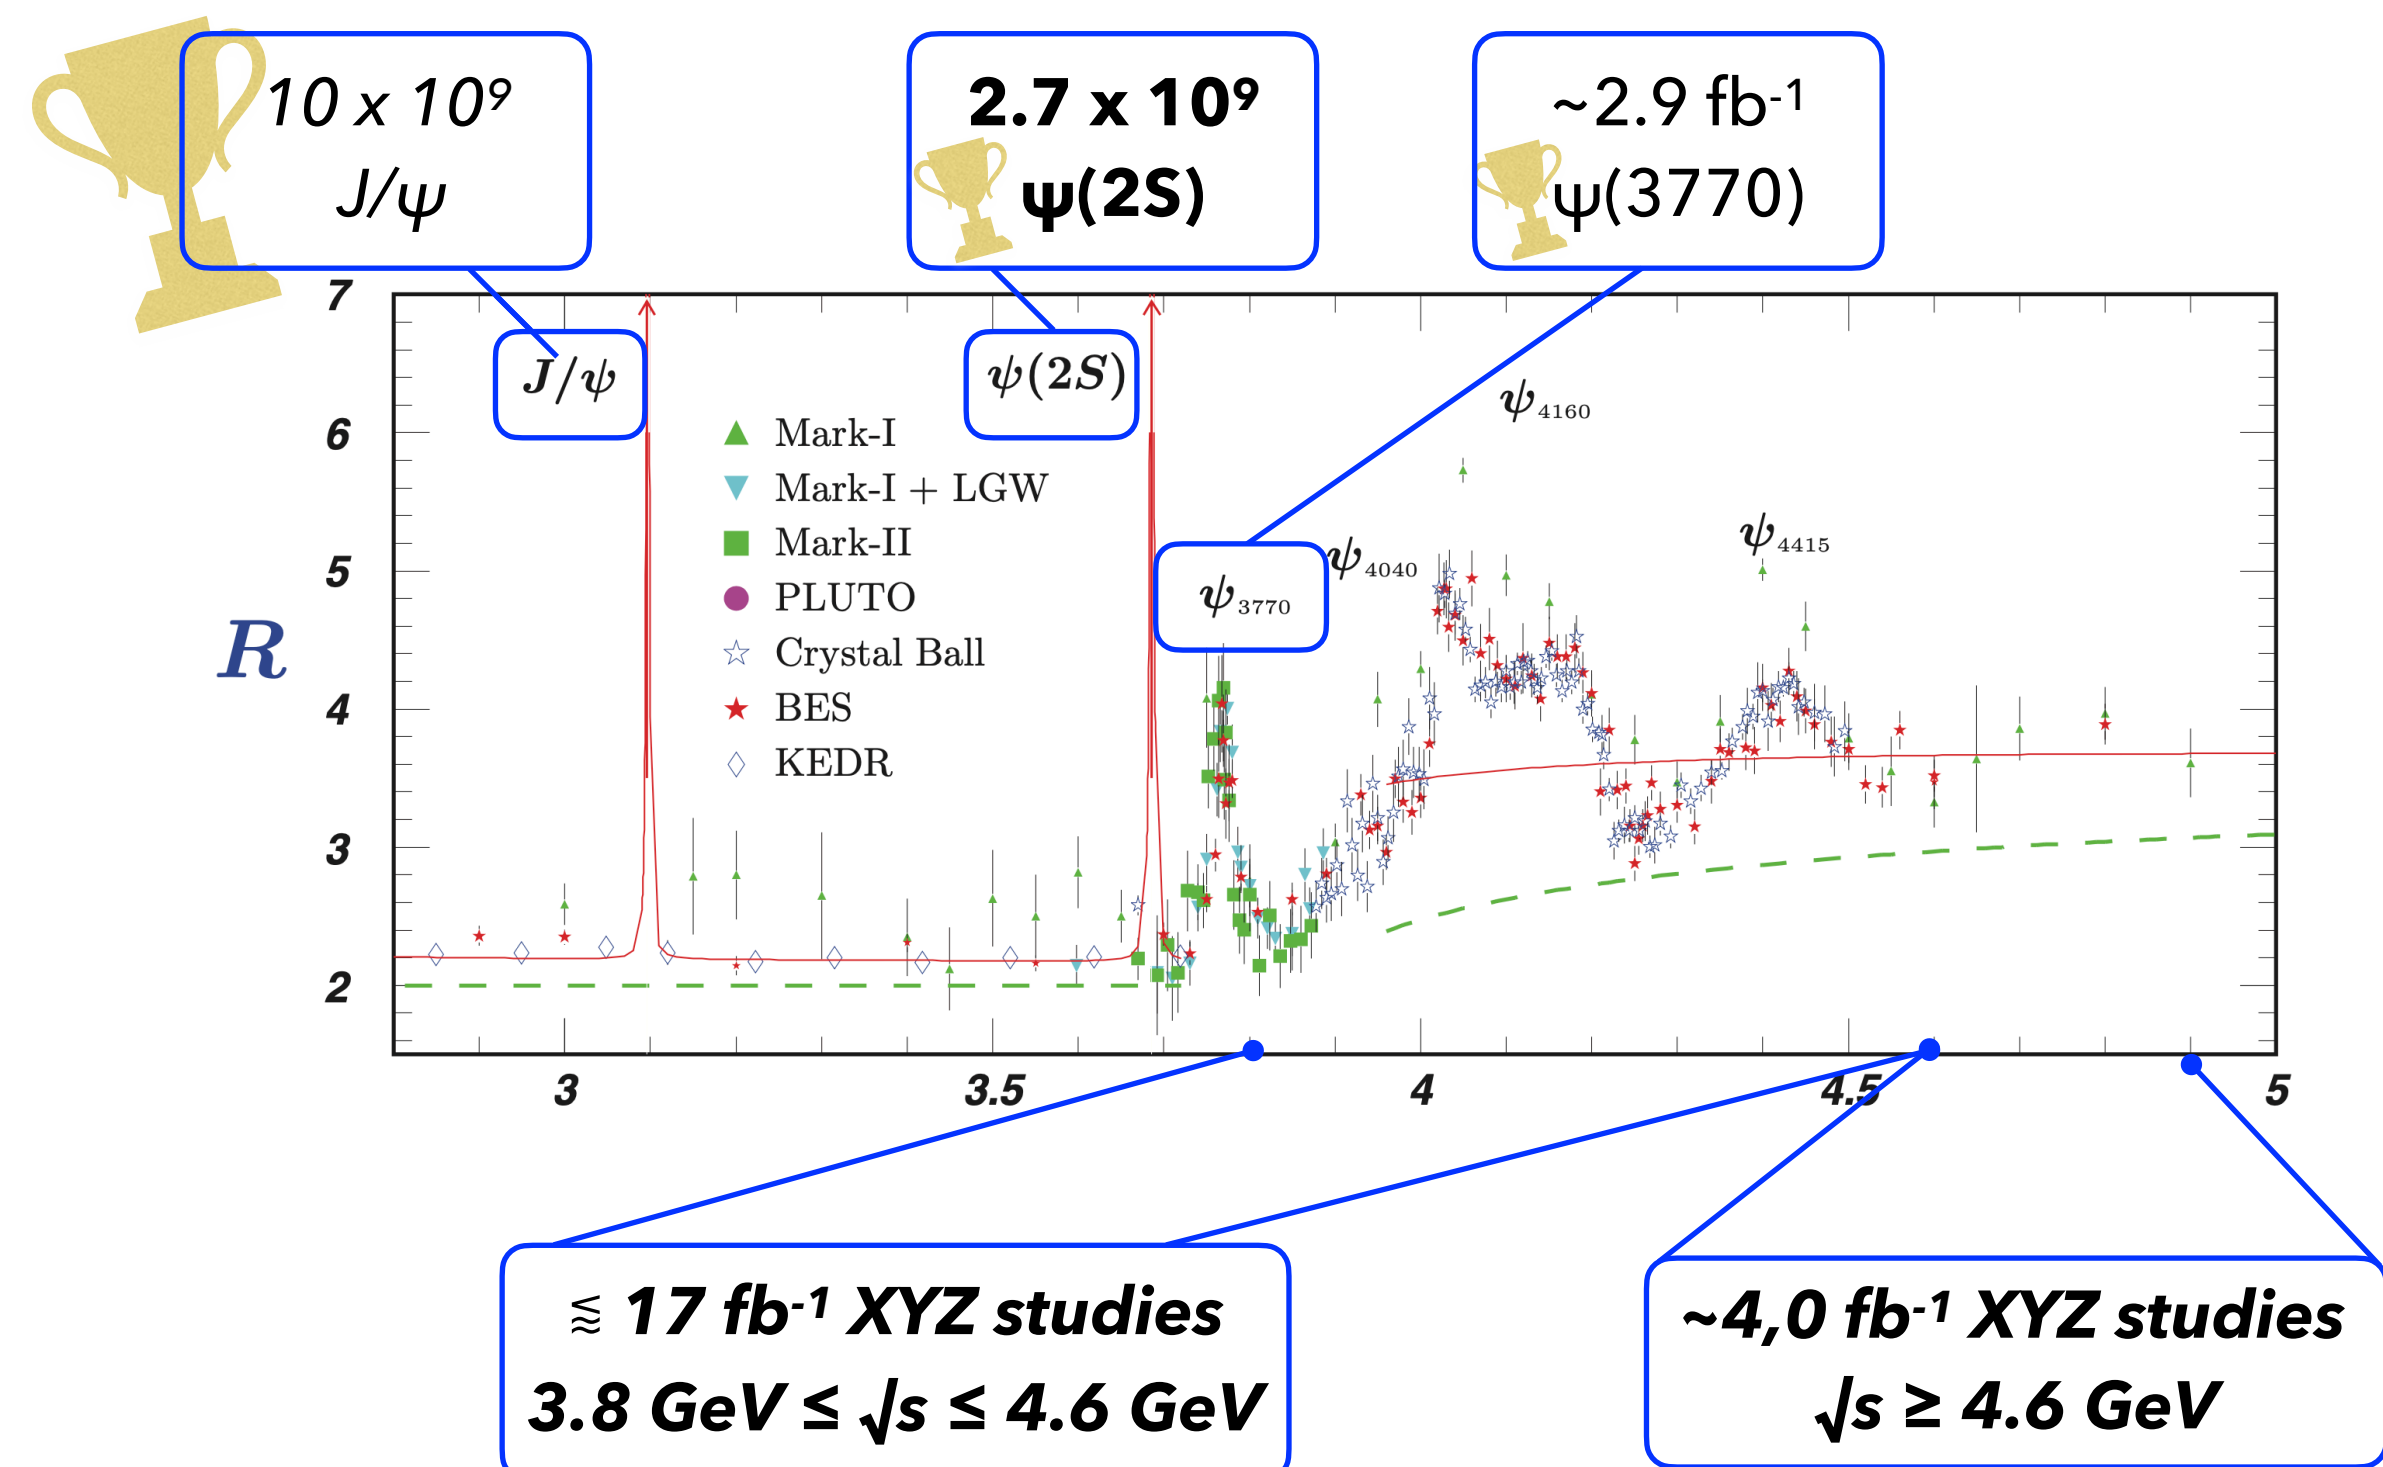 10 x 10⁹
J/ψ
2.7 x 10⁹
ψ(2S)
~2.9 fb⁻¹
ψ(3770)
7
6
5
4
3
2
R
J/ψ
ψ(2S)
ψ₃₇₇₀
ψ₄₀₄₀
ψ₄₁₆₀
ψ₄₄₁₅
Mark-I
Mark-I + LGW
Mark-II
PLUTO
Crystal Ball
BES
KEDR
3
3.5
4
4.5
5
⪅ 17 fb⁻¹ XYZ studies
3.8 GeV ≤ √s ≤ 4.6 GeV
~4,0 fb⁻¹ XYZ studies
√s ≥ 4.6 GeV